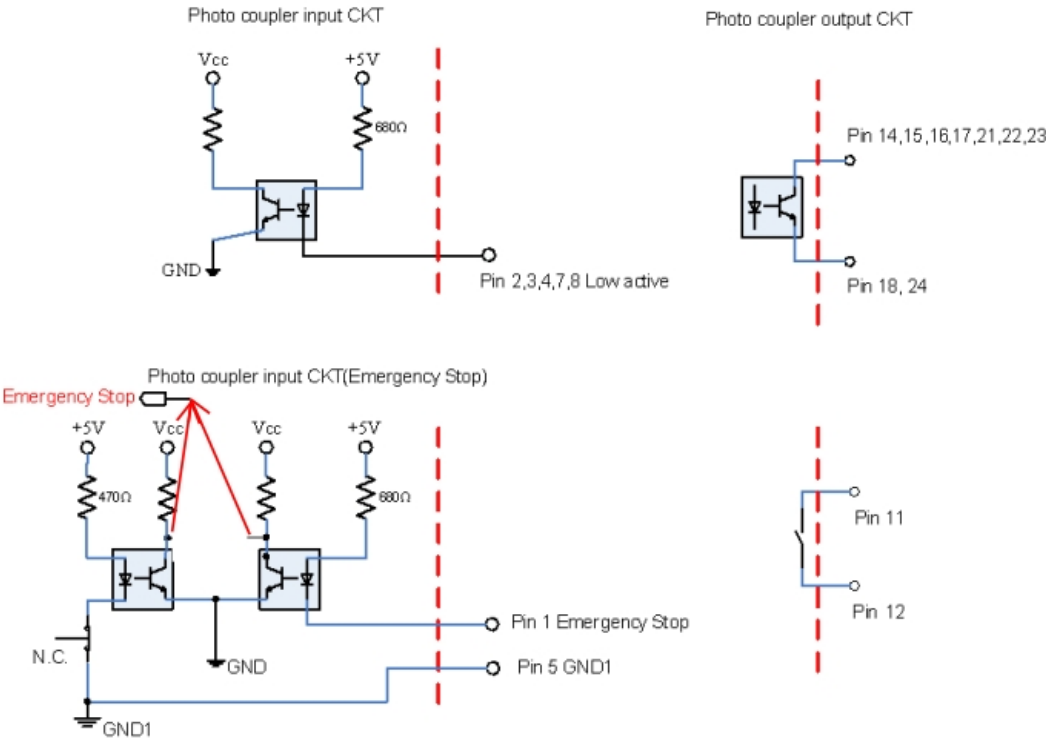 Photo coupler input CKT
Vcc
+5V
680Ω
GND
Pin 2,3,4,7,8 Low active
Photo coupler output CKT
Pin 14,15,16,17,21,22,23
Pin 18, 24
Photo coupler input CKT(Emergency Stop)
Emergency Stop
+5V
Vcc
Vcc
+5V
470Ω
680Ω
N.C.
GND
GND1
Pin 1 Emergency Stop
Pin 5 GND1
Pin 11
Pin 12